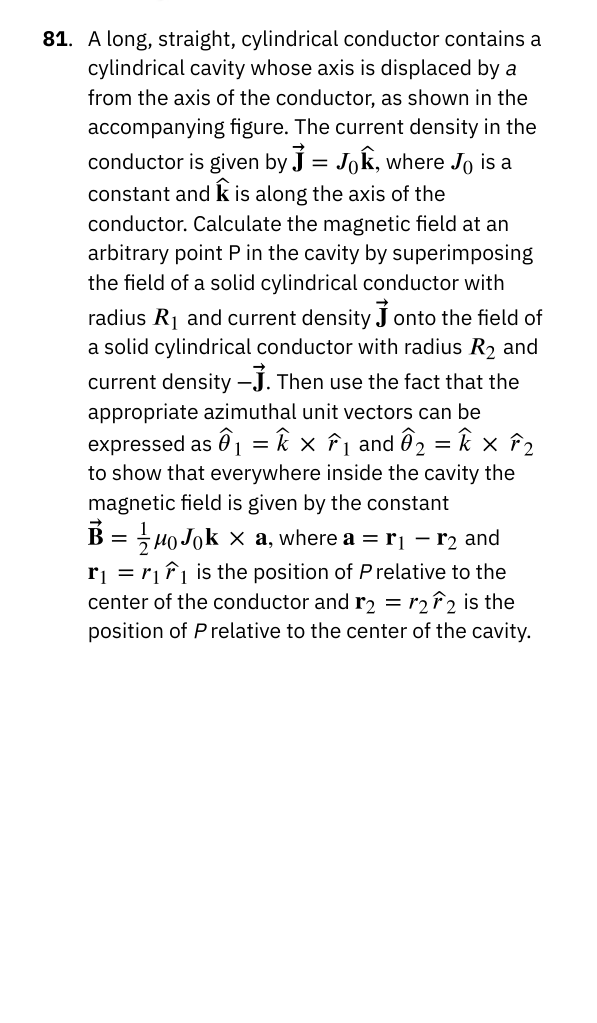 81. A long, straight, cylindrical conductor contains a
cylindrical cavity whose axis is displaced by a
from the axis of the conductor, as shown in the
accompanying figure. The current density in the
conductor is given by J⃗ = J₀k̂, where J₀ is a
constant and k̂ is along the axis of the
conductor. Calculate the magnetic field at an
arbitrary point P in the cavity by superimposing
the field of a solid cylindrical conductor with
radius R₁ and current density J⃗ onto the field of
a solid cylindrical conductor with radius R₂ and
current density −J⃗. Then use the fact that the
appropriate azimuthal unit vectors can be
expressed as θ̂₁ = k̂ × r̂₁ and θ̂₂ = k̂ × r̂₂
to show that everywhere inside the cavity the
magnetic field is given by the constant
B⃗ = ½μ₀J₀k × a, where a = r₁ − r₂ and
r₁ = r₁r̂₁ is the position of P relative to the
center of the conductor and r₂ = r₂r̂₂ is the
position of P relative to the center of the cavity.